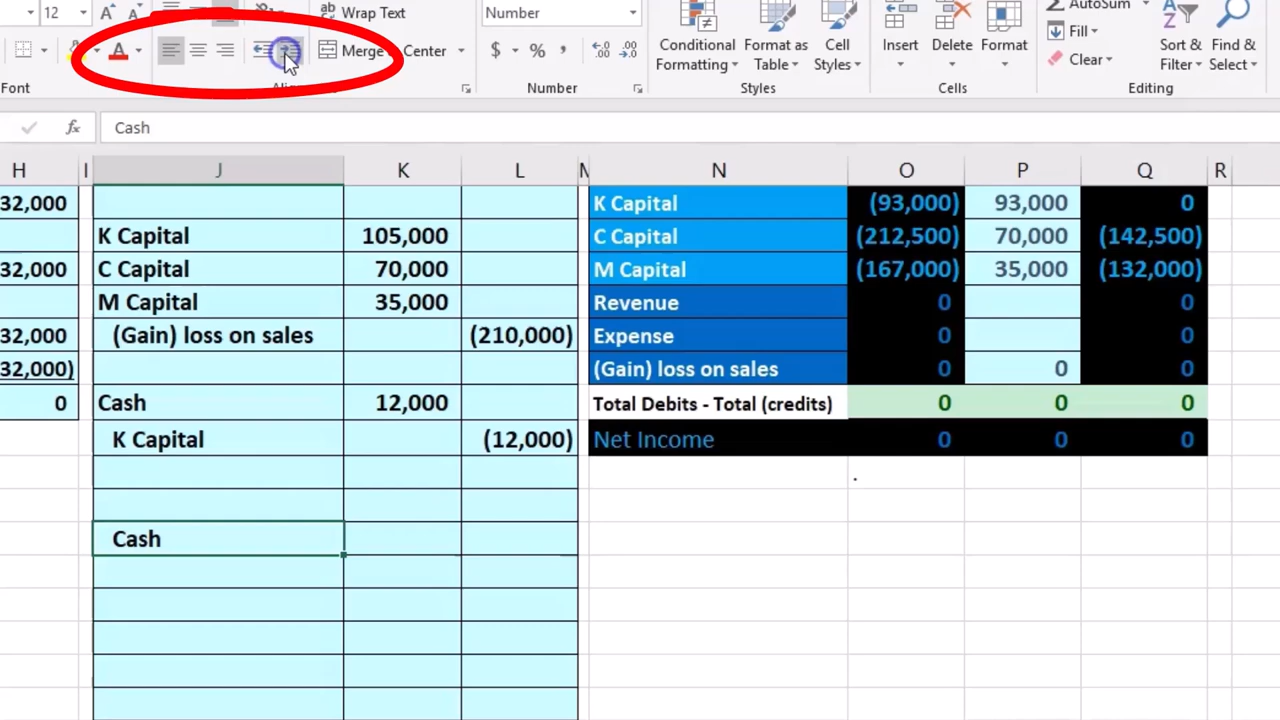 12 A A ab Wrap Text Number AutoSum
A Merge Center $ % , Conditional Formatting Format as Table Cell Styles Insert Delete Format Fill Clear Sort & Filter Find & Select
Font Number Styles Cells Editing
fx Cash
H I J K L M N O P Q R
32,000 K Capital (93,000) 93,000 0
K Capital 105,000 C Capital (212,500) 70,000 (142,500)
32,000 C Capital 70,000 M Capital (167,000) 35,000 (132,000)
M Capital 35,000 Revenue 0 0
32,000 (Gain) loss on sales (210,000) Expense 0 0
32,000) (Gain) loss on sales 0 0 0
0 Cash 12,000 Total Debits - Total (credits) 0 0 0
K Capital (12,000) Net Income 0 0 0
.
Cash